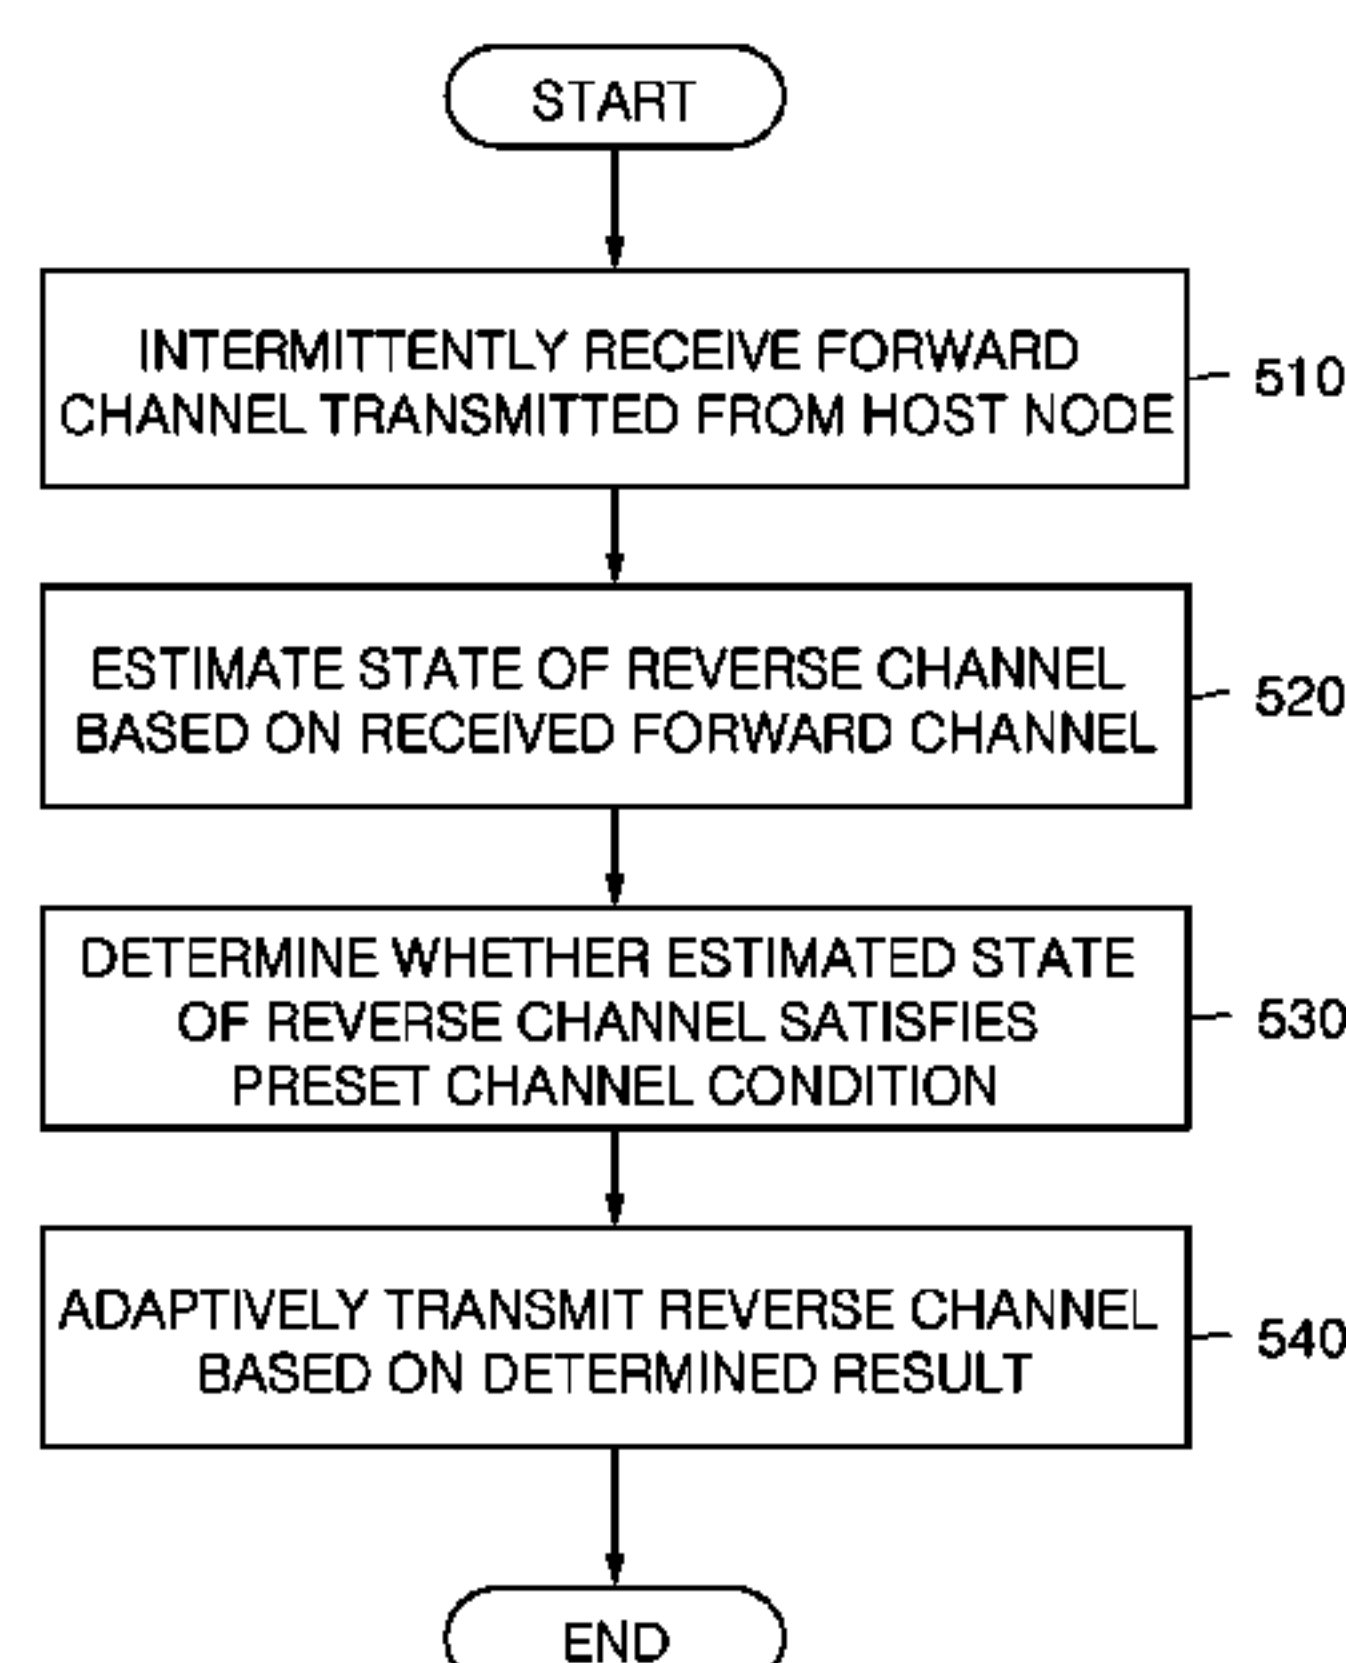 START
INTERMITTENTLY RECEIVE FORWARD
CHANNEL TRANSMITTED FROM HOST NODE
510
ESTIMATE STATE OF REVERSE CHANNEL
BASED ON RECEIVED FORWARD CHANNEL
520
DETERMINE WHETHER ESTIMATED STATE
OF REVERSE CHANNEL SATISFIES
PRESET CHANNEL CONDITION
530
ADAPTIVELY TRANSMIT REVERSE CHANNEL
BASED ON DETERMINED RESULT
540
END